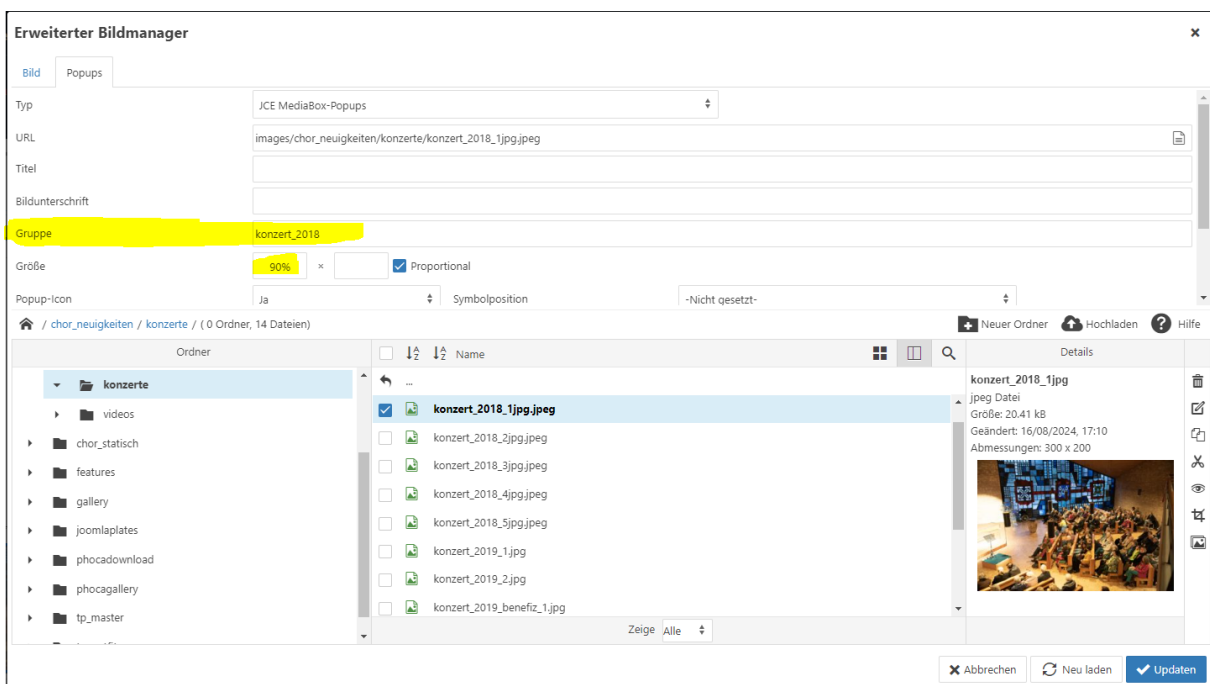 Erweiterter Bildmanager
Bild Popups
Typ JCE MediaBox-Popups
URL images/chor_neuigkeiten/konzerte/konzert_2018_1jpg.jpeg
Titel
Bildunterschrift
Gruppe konzert_2018
Größe 90% × Proportional
Popup-Icon Ja Symbolposition -Nicht gesetzt-
/ chor_neuigkeiten / konzerte / ( 0 Ordner, 14 Dateien) Neuer Ordner Hochladen Hilfe
Ordner Name Details
konzerte ... konzert_2018_1jpg
videos konzert_2018_1jpg.jpeg jpeg Datei
Größe: 20.41 kB
chor_statisch konzert_2018_2jpg.jpeg Geändert: 16/08/2024, 17:10
Abmessungen: 300 x 200
features konzert_2018_3jpg.jpeg
gallery konzert_2018_4jpg.jpeg
joomlaplates konzert_2018_5jpg.jpeg
phocadownload konzert_2019_1.jpg
phocagallery konzert_2019_2.jpg
tp_master konzert_2019_benefiz_1.jpg
Zeige Alle
Abbrechen Neu laden Updaten